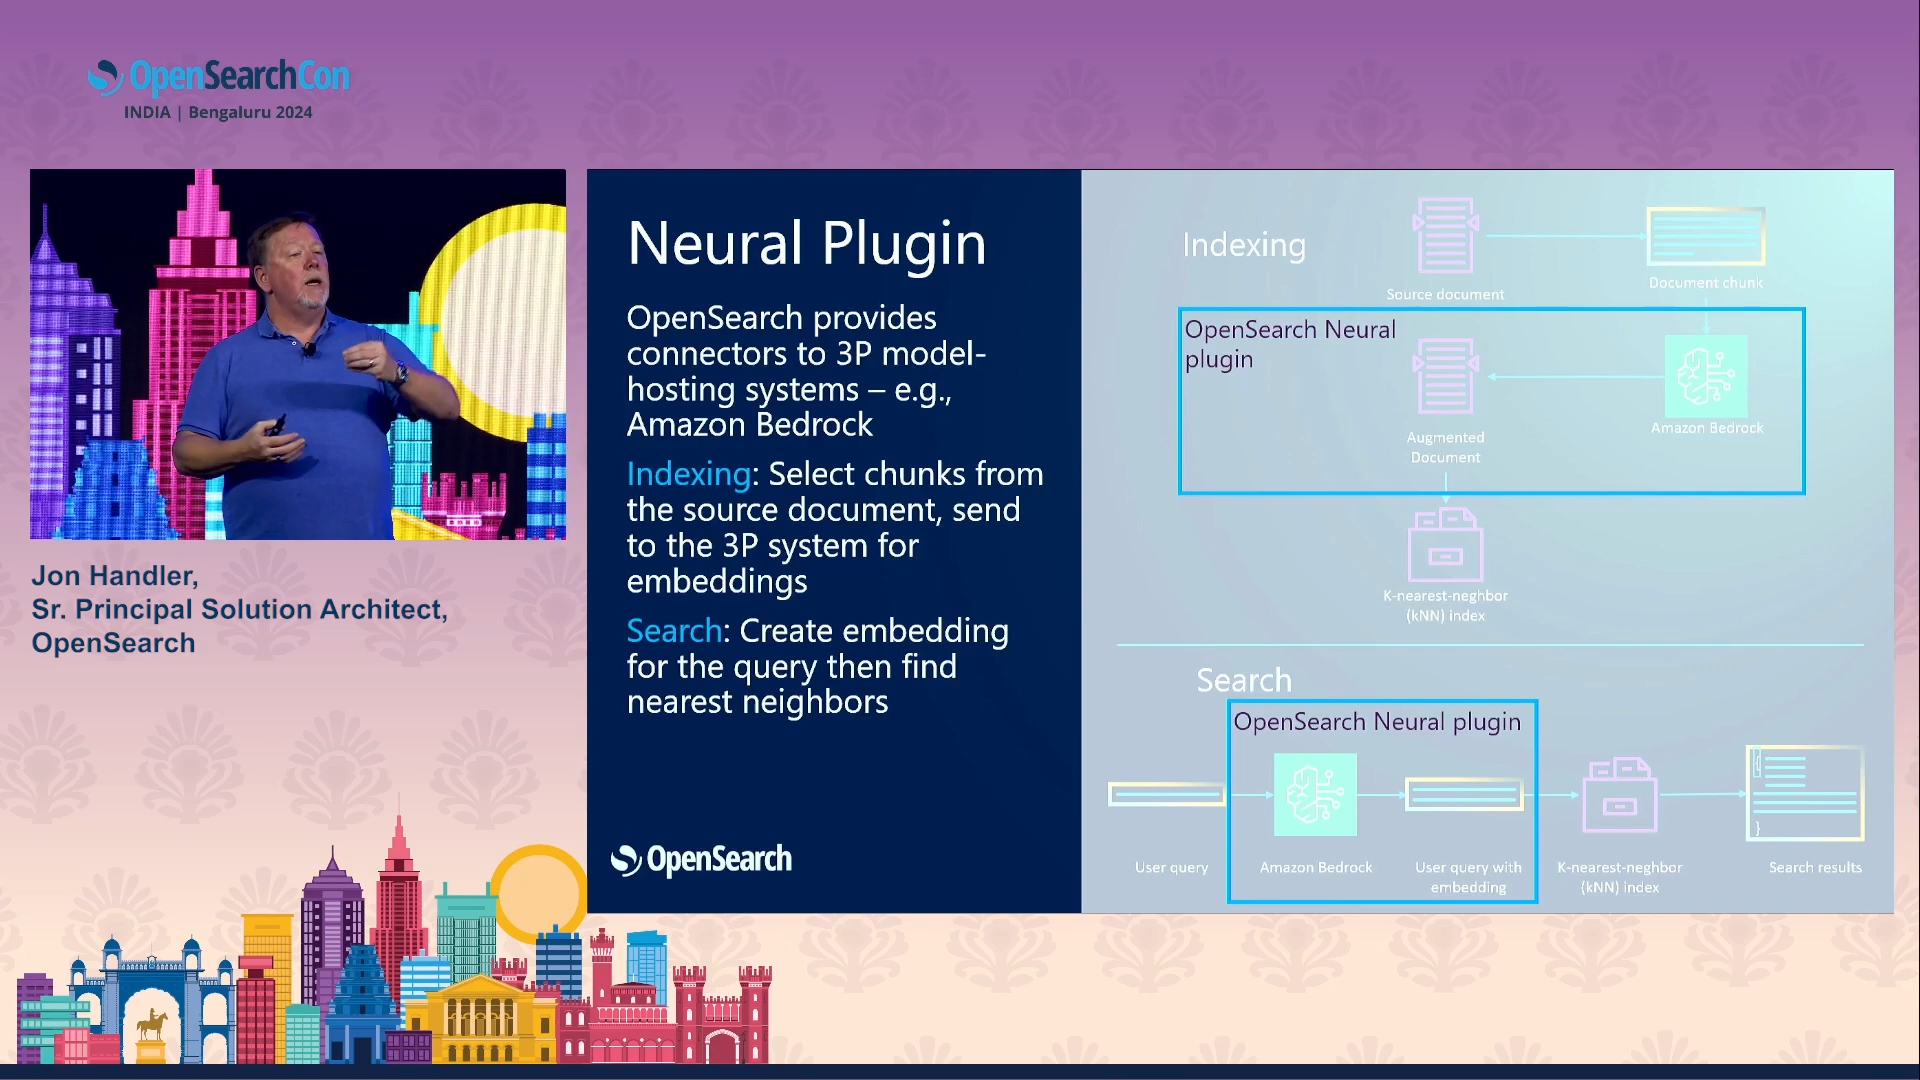 OpenSearchCon
INDIA | Bengaluru 2024
Jon Handler,
Sr. Principal Solution Architect,
OpenSearch
Neural Plugin
OpenSearch provides
connectors to 3P model-
hosting systems – e.g.,
Amazon Bedrock
Indexing: Select chunks from
the source document, send
to the 3P system for
embeddings
Search: Create embedding
for the query then find
nearest neighbors
OpenSearch
Indexing
Source document
Document chunk
OpenSearch Neural
plugin
Augmented
Document
Amazon Bedrock
K-nearest-neghbor
(kNN) index
Search
OpenSearch Neural plugin
{
}
User query
Amazon Bedrock
User query with
embedding
K-nearest-neghbor
(kNN) index
Search results